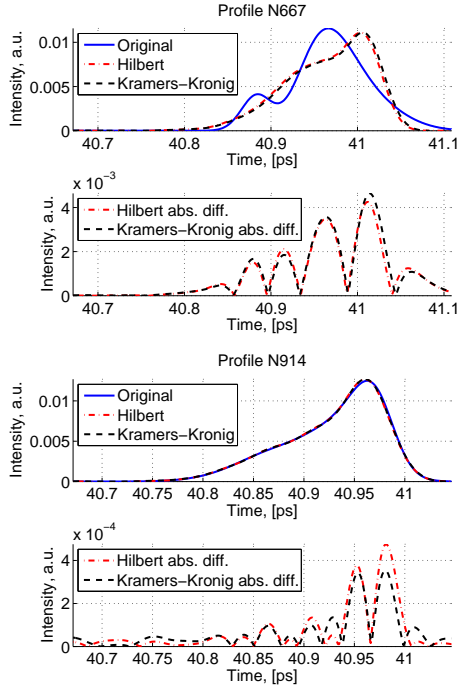 Profile N667
Intensity, a.u.
0.01
0.005
0
Original
Hilbert
Kramers−Kronig
40.7 40.8 40.9 41 41.1
Time, [ps]
x 10⁻³
Intensity, a.u.
4
2
0
Hilbert abs. diff.
Kramers−Kronig abs. diff.
40.7 40.8 40.9 41 41.1
Time, [ps]
Profile N914
Intensity, a.u.
0.01
0.005
0
Original
Hilbert
Kramers−Kronig
40.7 40.75 40.8 40.85 40.9 40.95 41
Time, [ps]
x 10⁻⁴
Intensity, a.u.
4
2
0
Hilbert abs. diff.
Kramers−Kronig abs. diff.
40.7 40.75 40.8 40.85 40.9 40.95 41
Time, [ps]